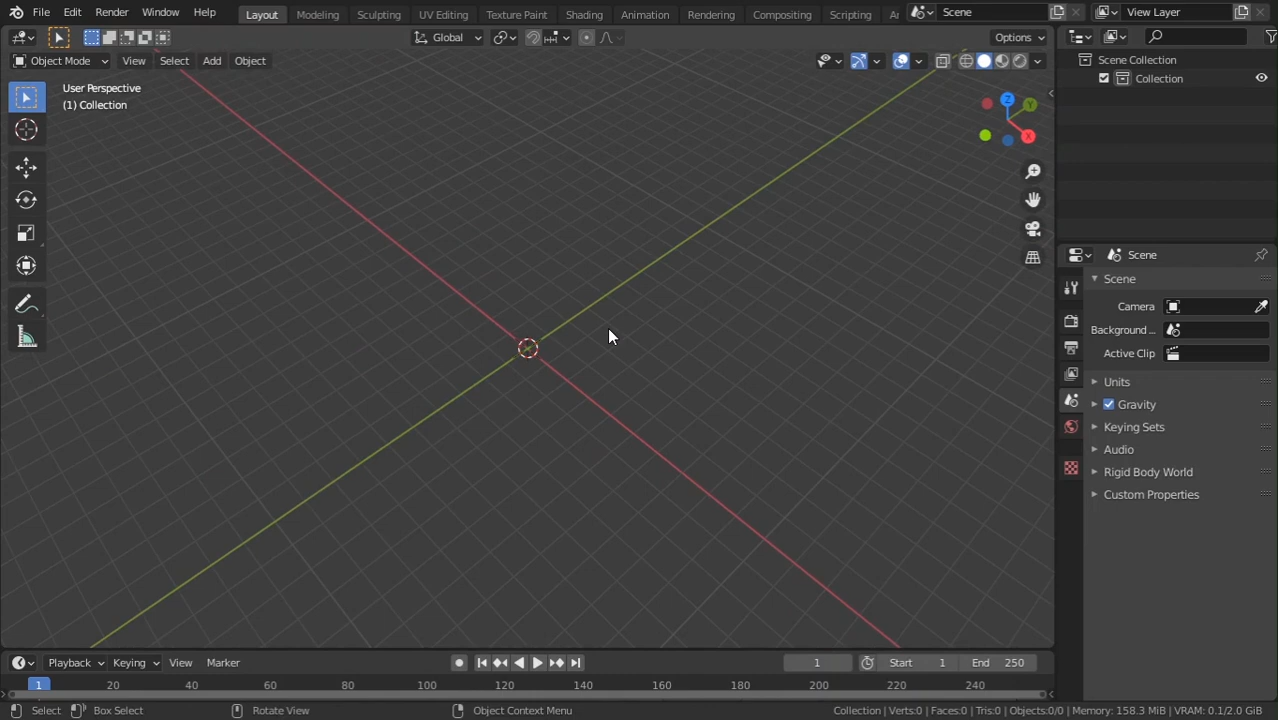 File Edit Render Window Help Layout Modeling Sculpting UV Editing Texture Paint Shading Animation Rendering Compositing Scripting Scene View Layer
Global Options
Object Mode View Select Add Object
User Perspective
(1) Collection
Z
Y
X
Scene Collection
Collection
Scene
Scene
Camera
Background ...
Active Clip
Units
Gravity
Keying Sets
Audio
Rigid Body World
Custom Properties
Playback Keying View Marker 1 Start 1 End 250
1 20 40 60 80 100 120 140 160 180 200 220 240
Select Box Select Rotate View Object Context Menu Collection | Verts:0 | Faces:0 | Tris:0 | Objects:0/0 | Memory: 158.3 MiB | VRAM: 0.1/2.0 GiB